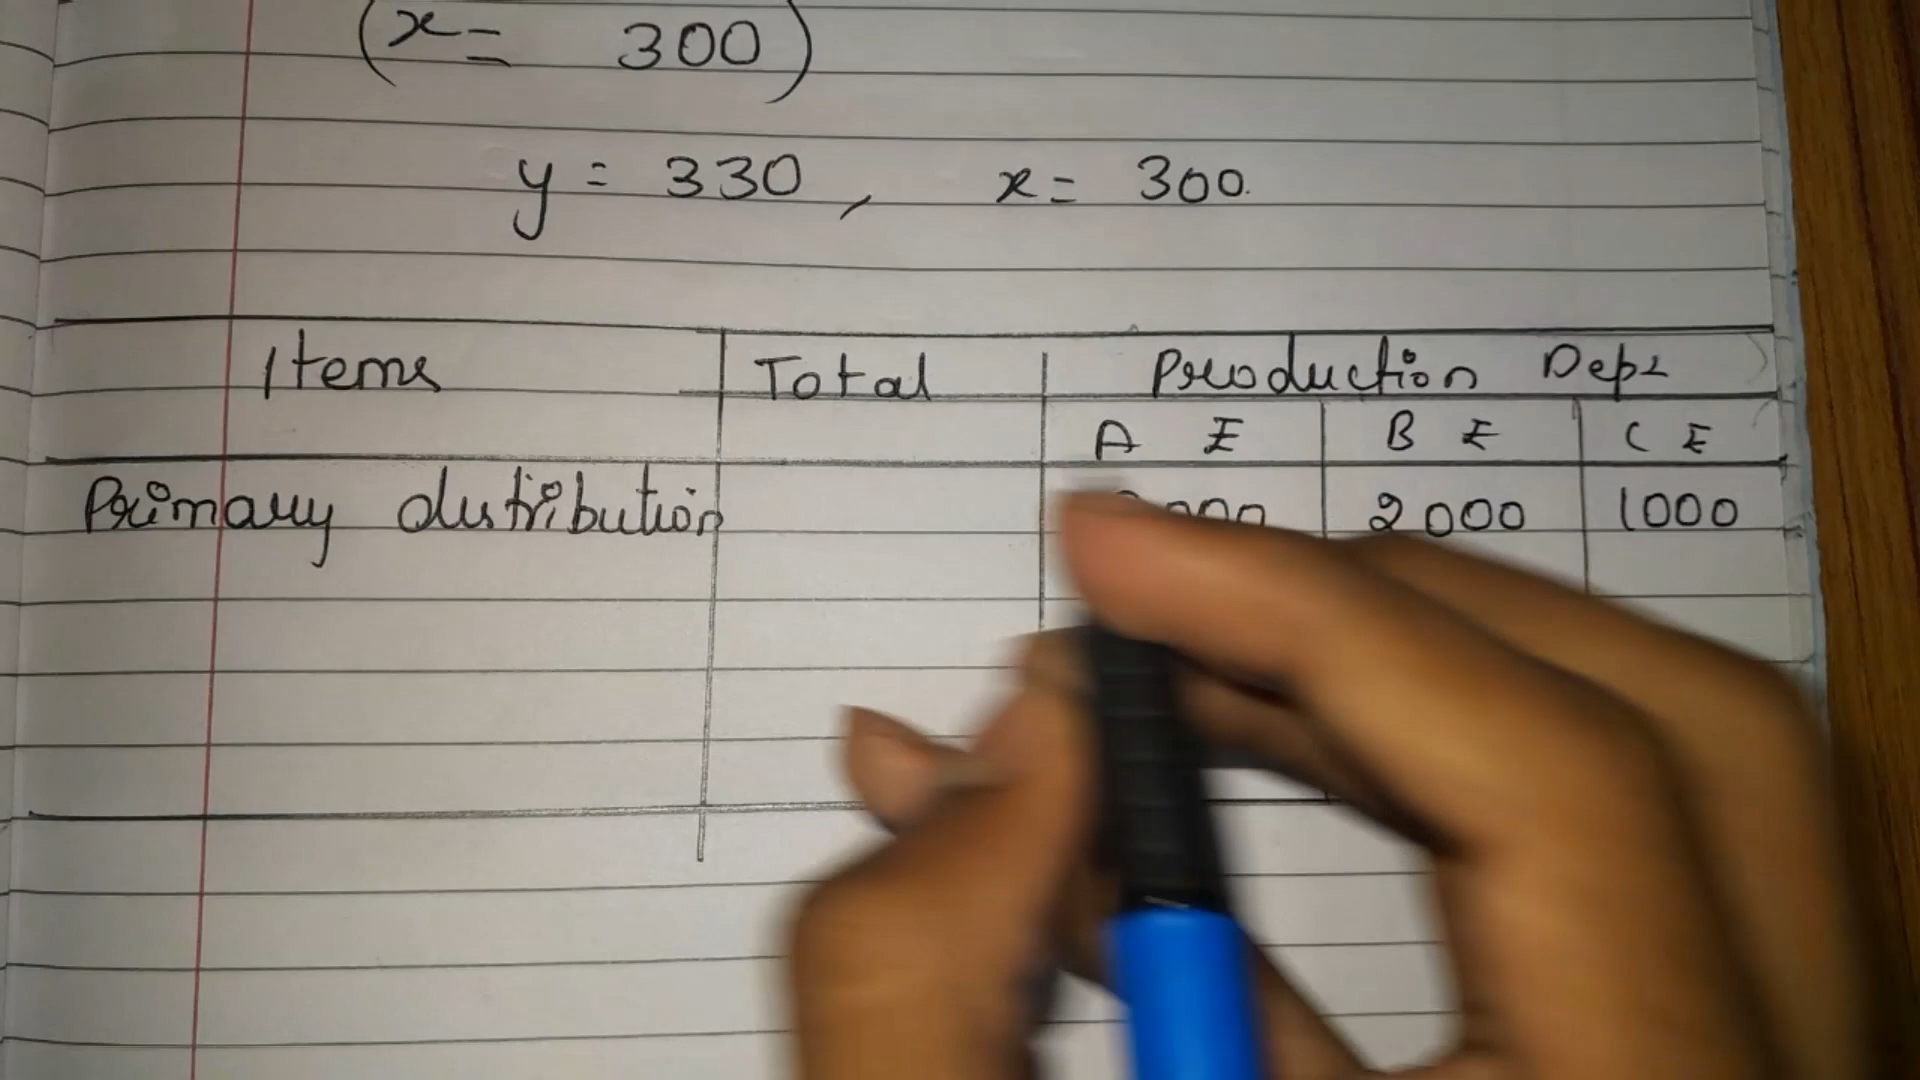 (x = 300)
y = 330, x = 300.
Items Total Production Dept
A ₹ B ₹ C ₹
Primary distribution 2000 1000